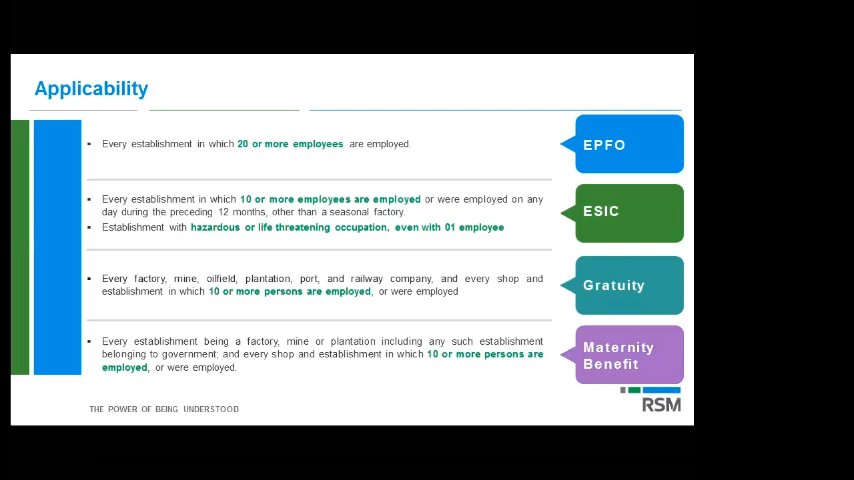 Applicability
▪ Every establishment in which 20 or more employees are employed.
EPFO
▪ Every establishment in which 10 or more employees are employed or were employed on any
day during the preceding 12 months, other than a seasonal factory.
▪ Establishment with hazardous or life threatening occupation, even with 01 employee
ESIC
▪ Every factory, mine, oilfield, plantation, port, and railway company, and every shop and
establishment in which 10 or more persons are employed, or were employed
Gratuity
▪ Every establishment being a factory, mine or plantation including any such establishment
belonging to government; and every shop and establishment in which 10 or more persons are
employed, or were employed.
Maternity
Benefit
THE POWER OF BEING UNDERSTOOD
RSM